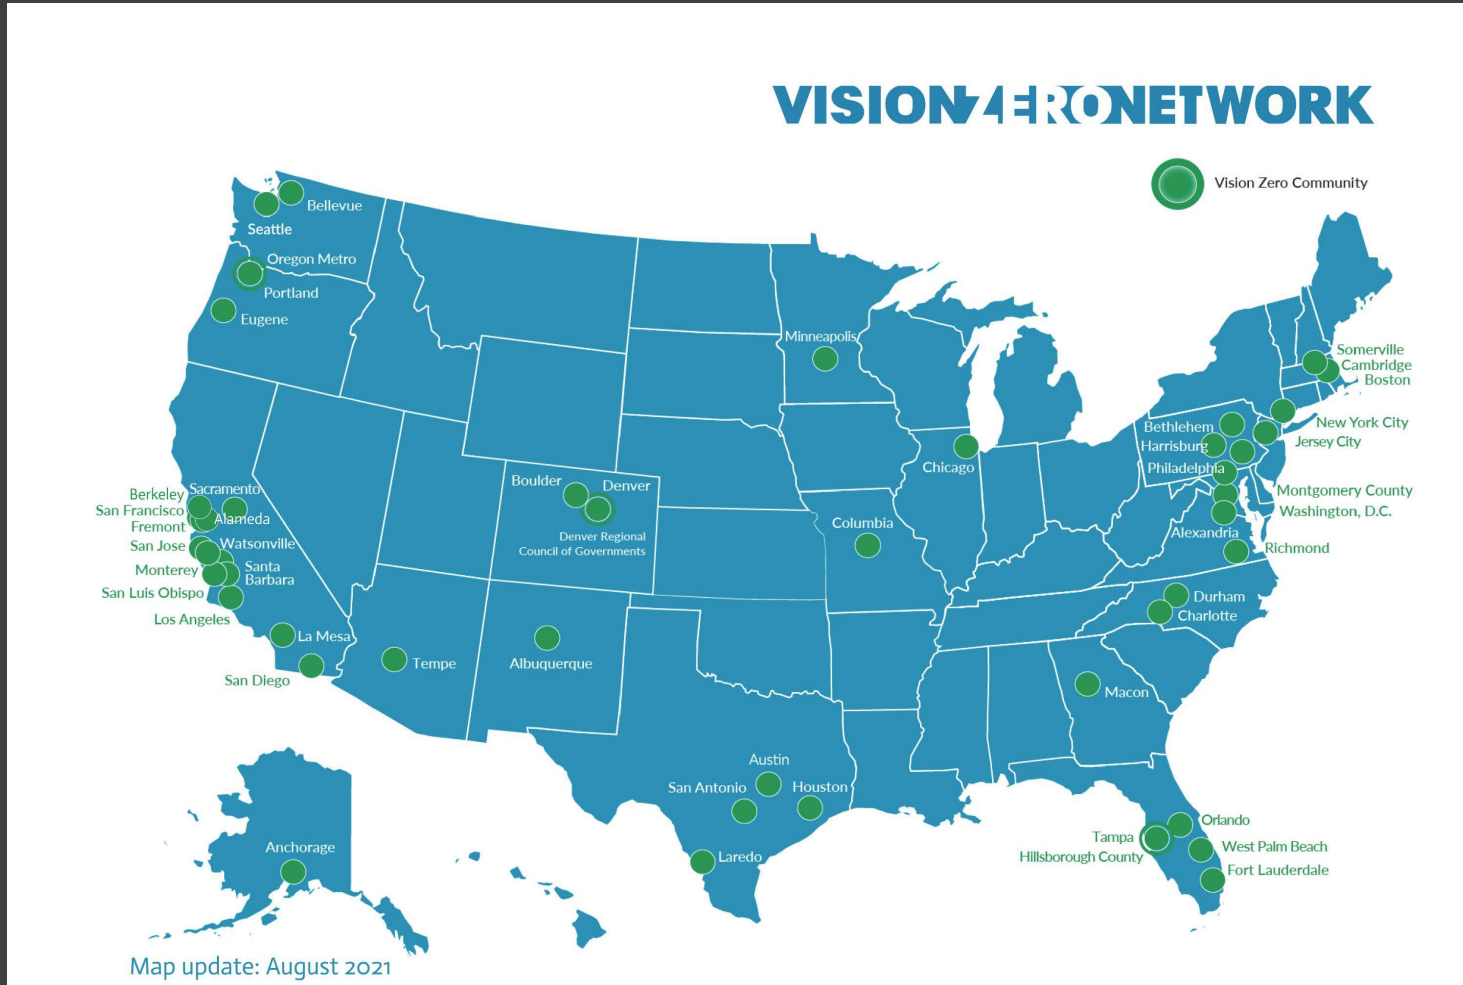 VISIONZERONETWORK
Vision Zero Community
Bellevue
Seattle
Oregon Metro
Portland
Eugene
Minneapolis
Somerville
Cambridge
Boston
New York City
Bethlehem
Jersey City
Harrisburg
Philadelphia
Chicago
Boulder
Denver
Denver Regional
Council of Governments
Columbia
Montgomery County
Washington, D.C.
Alexandria
Richmond
Sacramento
Berkeley
San Francisco
Alameda
Fremont
San Jose
Watsonville
Monterey
Santa
Barbara
San Luis Obispo
Los Angeles
La Mesa
San Diego
Tempe
Albuquerque
Durham
Charlotte
Macon
Austin
San Antonio
Houston
Laredo
Orlando
Tampa
West Palm Beach
Hillsborough County
Fort Lauderdale
Anchorage
Map update: August 2021